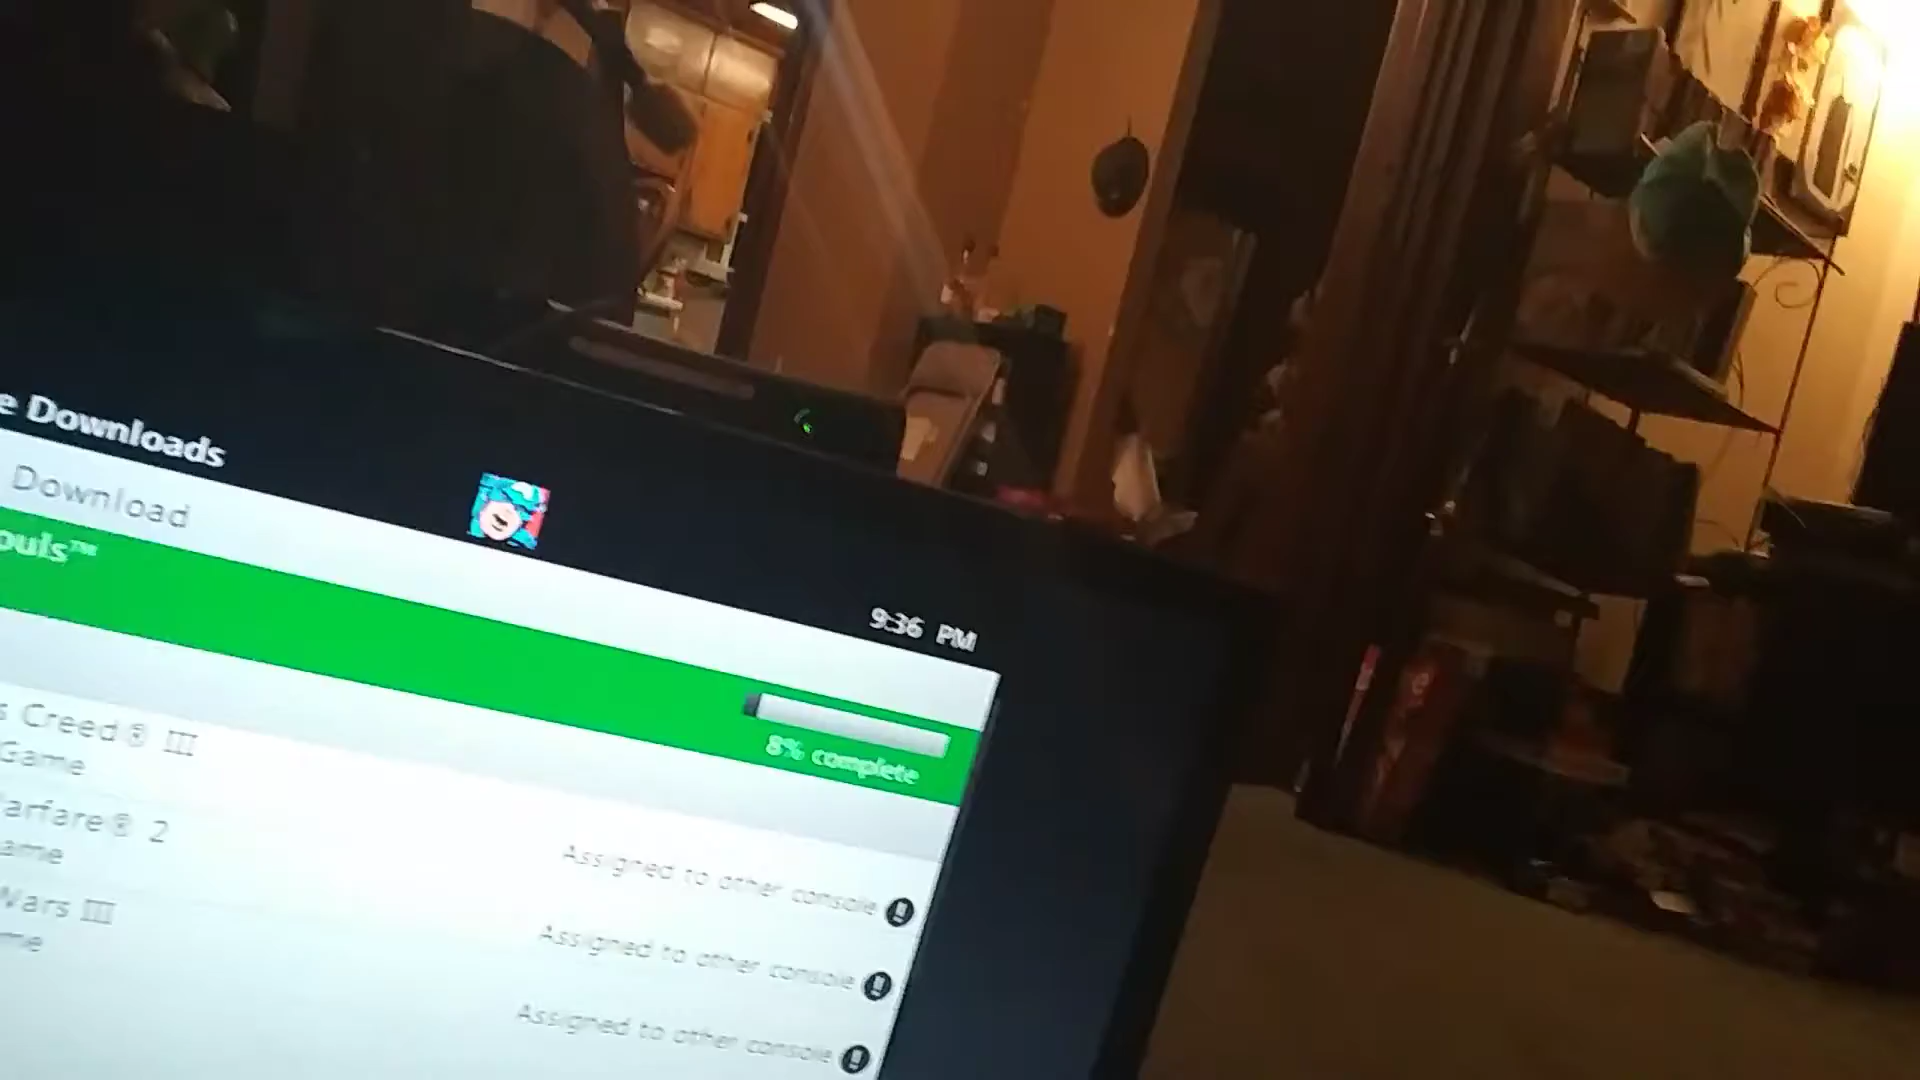 e Downloads
Download
9:36 PM
ouls™
8% complete
s Creed® III
Game
Assigned to other console
arfare® 2
ame
Assigned to other console
Wars III
me
Assigned to other console